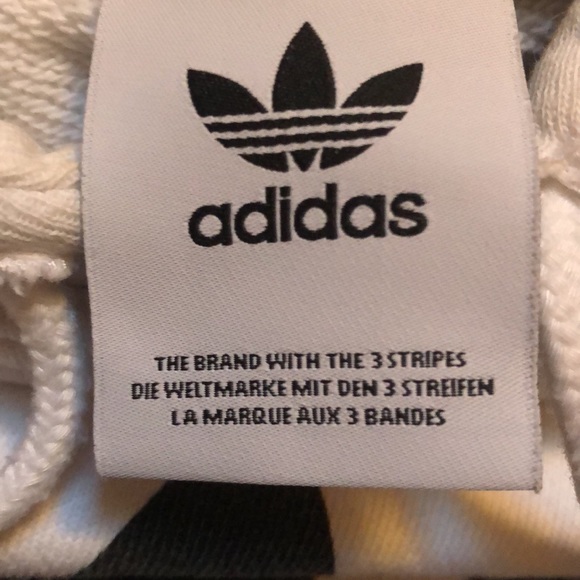 adidas
THE BRAND WITH THE 3 STRIPES
DIE WELTMARKE MIT DEN 3 STREIFEN
LA MARQUE AUX 3 BANDES